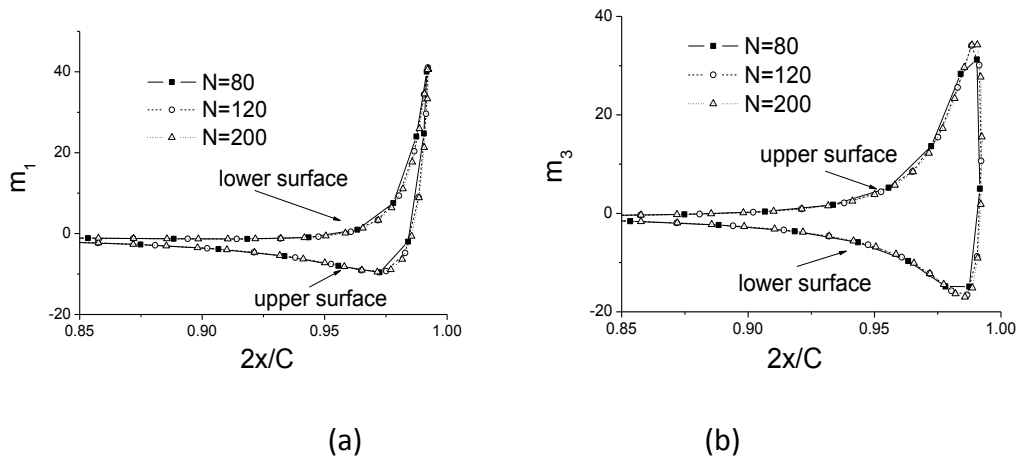 m1
40
20
0
-20
N=80
N=120
N=200
lower surface
upper surface
0.85
0.90
0.95
1.00
2x/C
(a)
m3
40
20
0
-20
N=80
N=120
N=200
upper surface
lower surface
0.85
0.90
0.95
1.00
2x/C
(b)